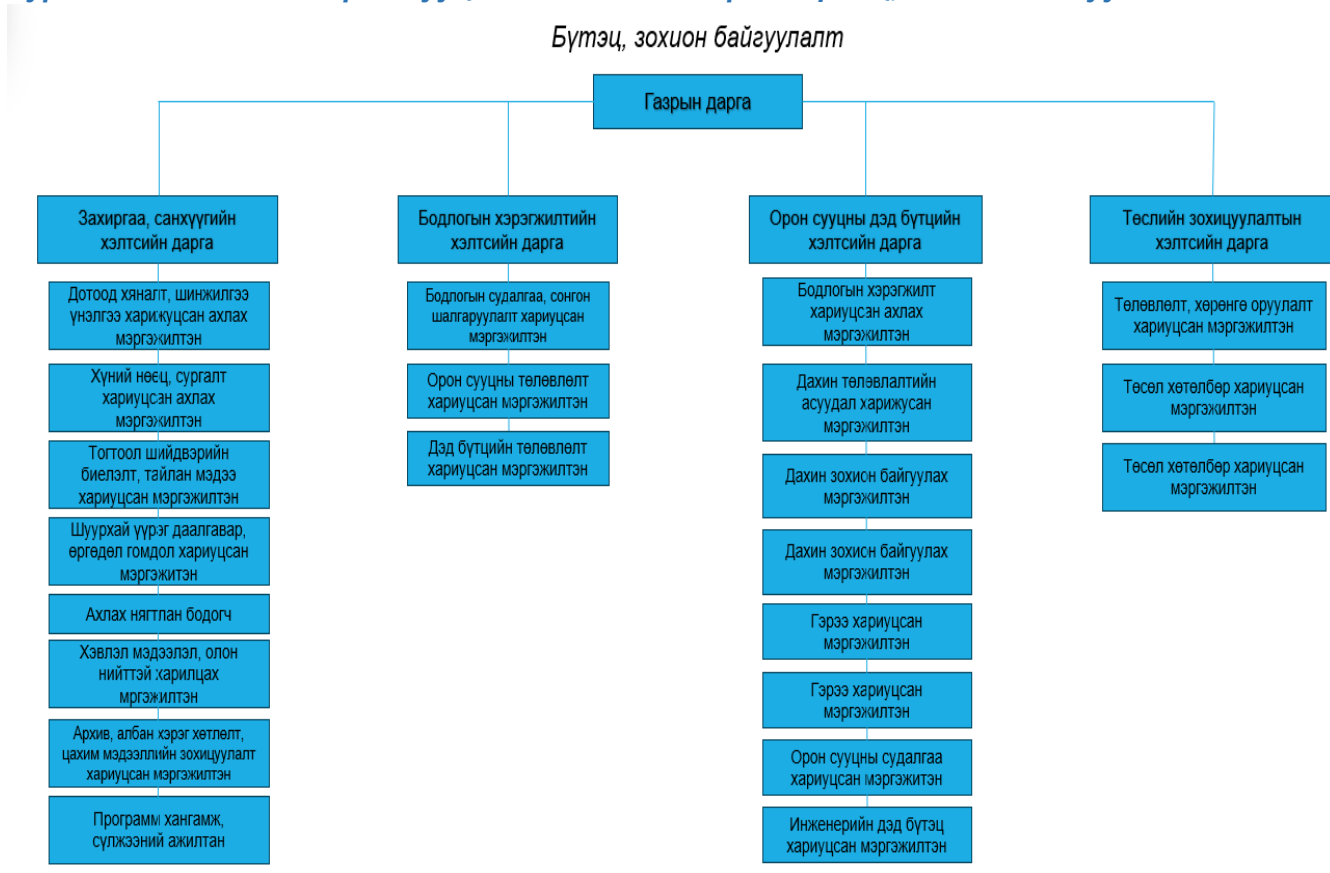 Бүтэц, зохион байгуулалт
Газрын дарга
Захиргаа, санхүүгийн
хэлтсийн дарга
Дотоод хяналт, шинжилгээ
үнэлгээ харижуцсан ахлах
мэргэжилтэн
Хүний нөөц, сургалт
хариуцсан ахлах
мэргэжилтэн
Тогтоол шийдвэрийн
биелэлт, тайлан мэдээ
хариуцсан мэргэжилтэн
Шуурхай үүрэг даалгавар,
өргөдөл гомдол хариуцсан
мэргэжитэн
Ахлах нягтлан бодогч
Хэвлэл мэдээлэл, олон
нийттэй харилцах
мргэжилтэн
Архив, албан хэрэг хөтлөлт,
цахим мэдээллийн зохицуулалт
хариуцсан мэргэжилтэн
Программ хангамж,
сүлжээний ажилтан
Бодлогын хэрэгжилтийн
хэлтсийн дарга
Бодлогын судалгаа, сонгон
шалгаруулалт хариуцсан
мэргэжилтэн
Орон сууцны төлөвлөлт
хариуцсан мэргэжилтэн
Дэд бүтцийн төлөвлөлт
хариуцсан мэргэжилтэн
Орон сууцны дэд бүтцийн
хэлтсийн дарга
Бодлогын хэрэгжилт
хариуцсан ахлах
мэргэжилтэн
Дахин төлөвлалтийн
асуудал харижусан
мэргэжилтэн
Дахин зохион байгуулах
мэргэжилтэн
Дахин зохион байгуулах
мэргэжилтэн
Гэрээ хариуцсан
мэргэжилтэн
Гэрээ хариуцсан
мэргэжилтэн
Орон сууцны судалгаа
хариуцсан мэргэжитэн
Инженерийн дэд бүтэц
хариуцсан мэргэжилтэн
Төслийн зохицуулалтын
хэлтсийн дарга
Төлөвлөлт, хөрөнгө оруулалт
хариуцсан мэргэжилтэн
Төсөл хөтөлбөр хариуцсан
мэргэжилтэн
Төсөл хөтөлбөр хариуцсан
мэргэжилтэн